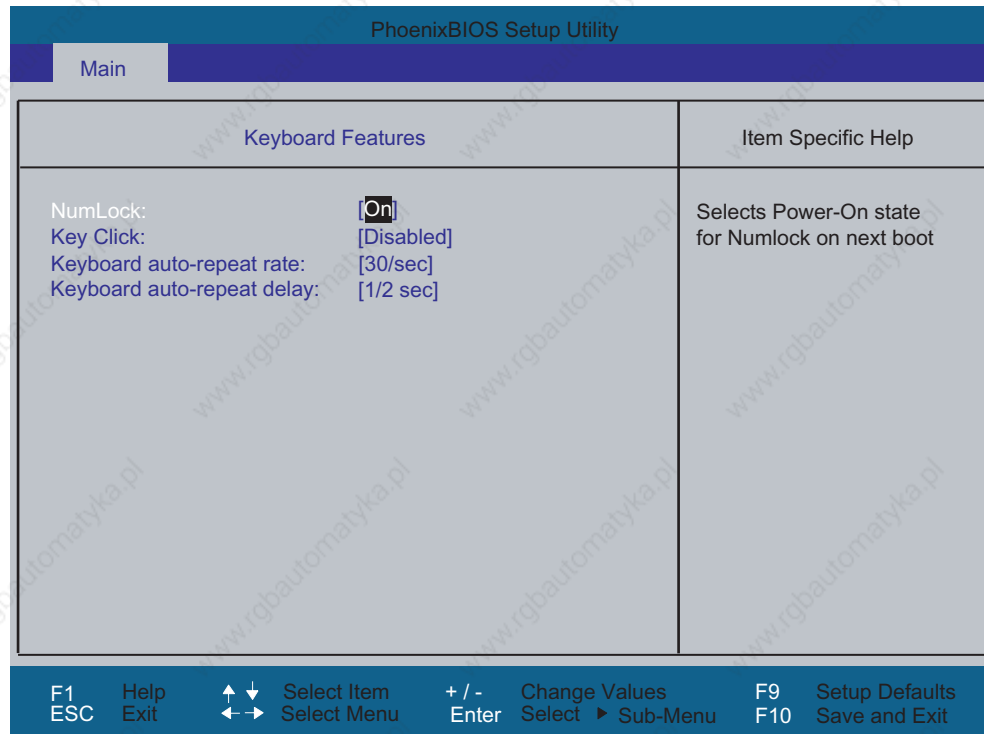 PhoenixBIOS Setup Utility
Main
Keyboard Features
Item Specific Help
NumLock: [On]
Key Click: [Disabled]
Keyboard auto-repeat rate: [30/sec]
Keyboard auto-repeat delay: [1/2 sec]
Selects Power-On state
for Numlock on next boot
F1 Help ↑ ↓ Select Item + / - Change Values F9 Setup Defaults
ESC Exit ← → Select Menu Enter Select ▶ Sub-Menu F10 Save and Exit
www.rgbautomatyka.pl